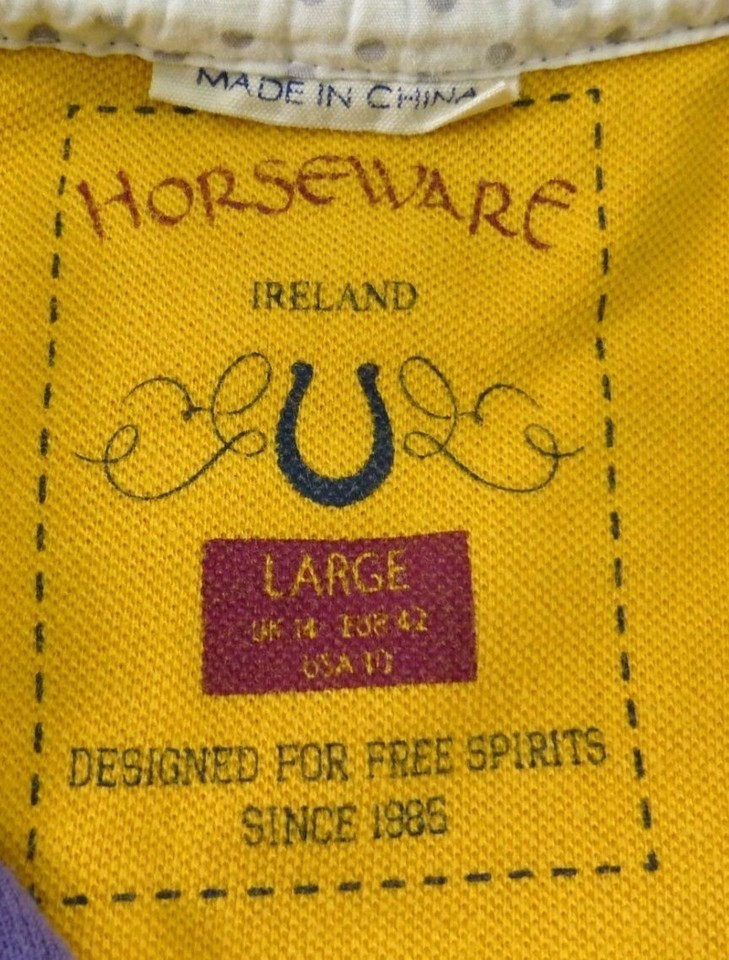 MADE IN CHINA
HORSEWARE
IRELAND
LARGE
UK 14 EUR 42
USA 10
DESIGNED FOR FREE SPIRITS
SINCE 1985